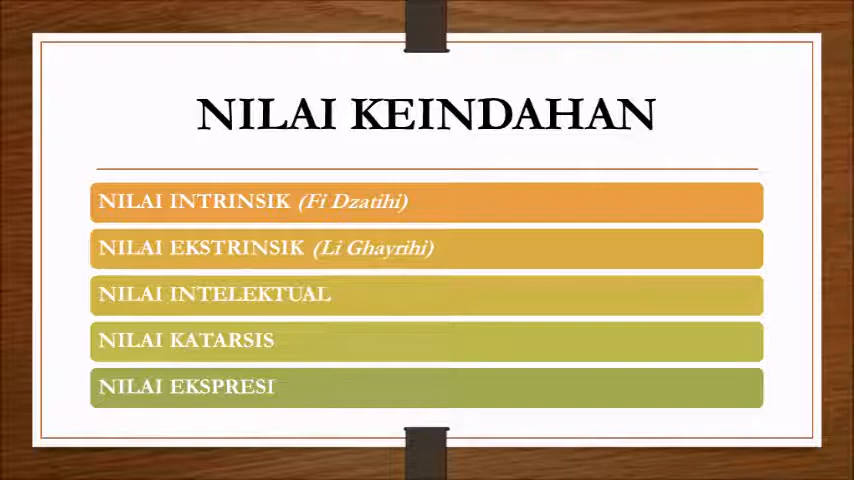 NILAI KEINDAHAN
NILAI INTRINSIK (Fi Dzatihi)
NILAI EKSTRINSIK (Li Ghayrihi)
NILAI INTELEKTUAL
NILAI KATARSIS
NILAI EKSPRESI